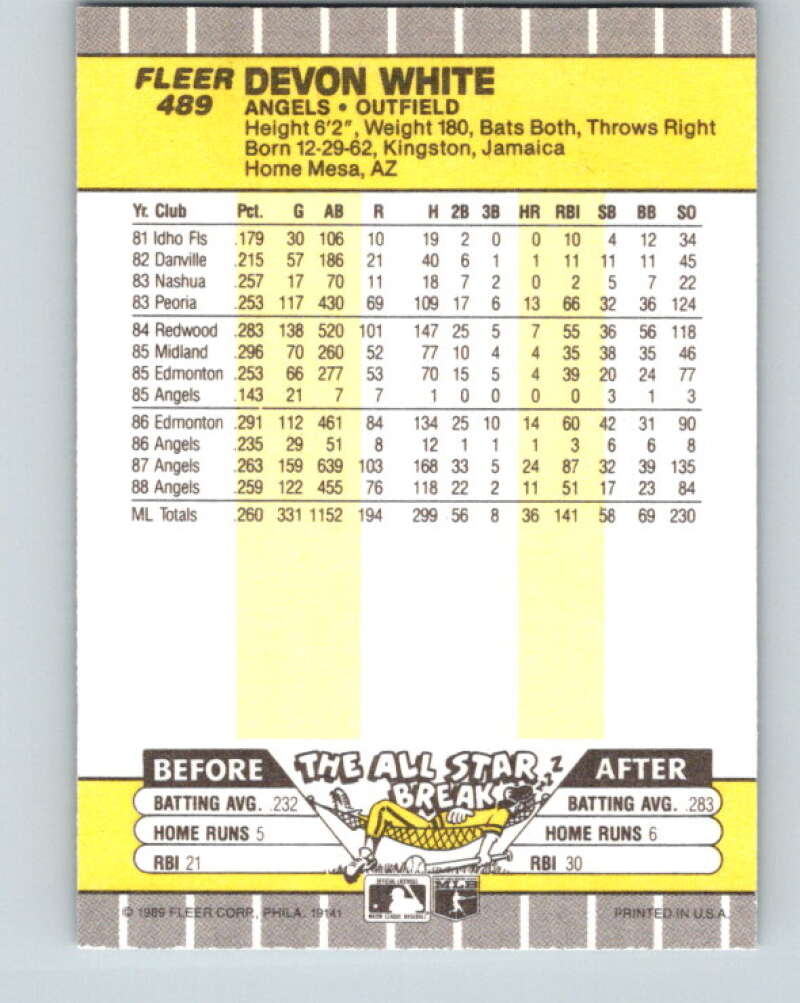 FLEER DEVON WHITE
489 ANGELS • OUTFIELD
Height 6'2", Weight 180, Bats Both, Throws Right
Born 12-29-62, Kingston, Jamaica
Home Mesa, AZ
Yr. Club Pct. G AB R H 2B 3B HR RBI SB BB SO
81 Idho Fls .179 30 106 10 19 2 0 0 10 4 12 34
82 Danville .215 57 186 21 40 6 1 1 11 11 11 45
83 Nashua .257 17 70 11 18 7 2 0 2 5 7 22
83 Peoria .253 117 430 69 109 17 6 13 66 32 36 124
84 Redwood .283 138 520 101 147 25 5 7 55 36 56 118
85 Midland .296 70 260 52 77 10 4 4 35 38 35 46
85 Edmonton .253 66 277 53 70 15 5 4 39 20 24 77
85 Angels .143 21 7 7 1 0 0 0 0 3 1 3
86 Edmonton .291 112 461 84 134 25 10 14 60 42 31 90
86 Angels .235 29 51 8 12 1 1 1 3 6 6 8
87 Angels .263 159 639 103 168 33 5 24 87 32 39 135
88 Angels .259 122 455 76 118 22 2 11 51 17 23 84
ML Totals .260 331 1152 194 299 56 8 36 141 58 69 230
BEFORE THE ALL STAR BREAK ZZZ AFTER
BATTING AVG. .232 BATTING AVG. .283
HOME RUNS 5 HOME RUNS 6
RBI 21 RBI 30
OFFICIAL LICENSEE MLB
MAJOR LEAGUE BASEBALL
© 1989 FLEER CORP., PHILA. 19141 PRINTED IN U.S.A.